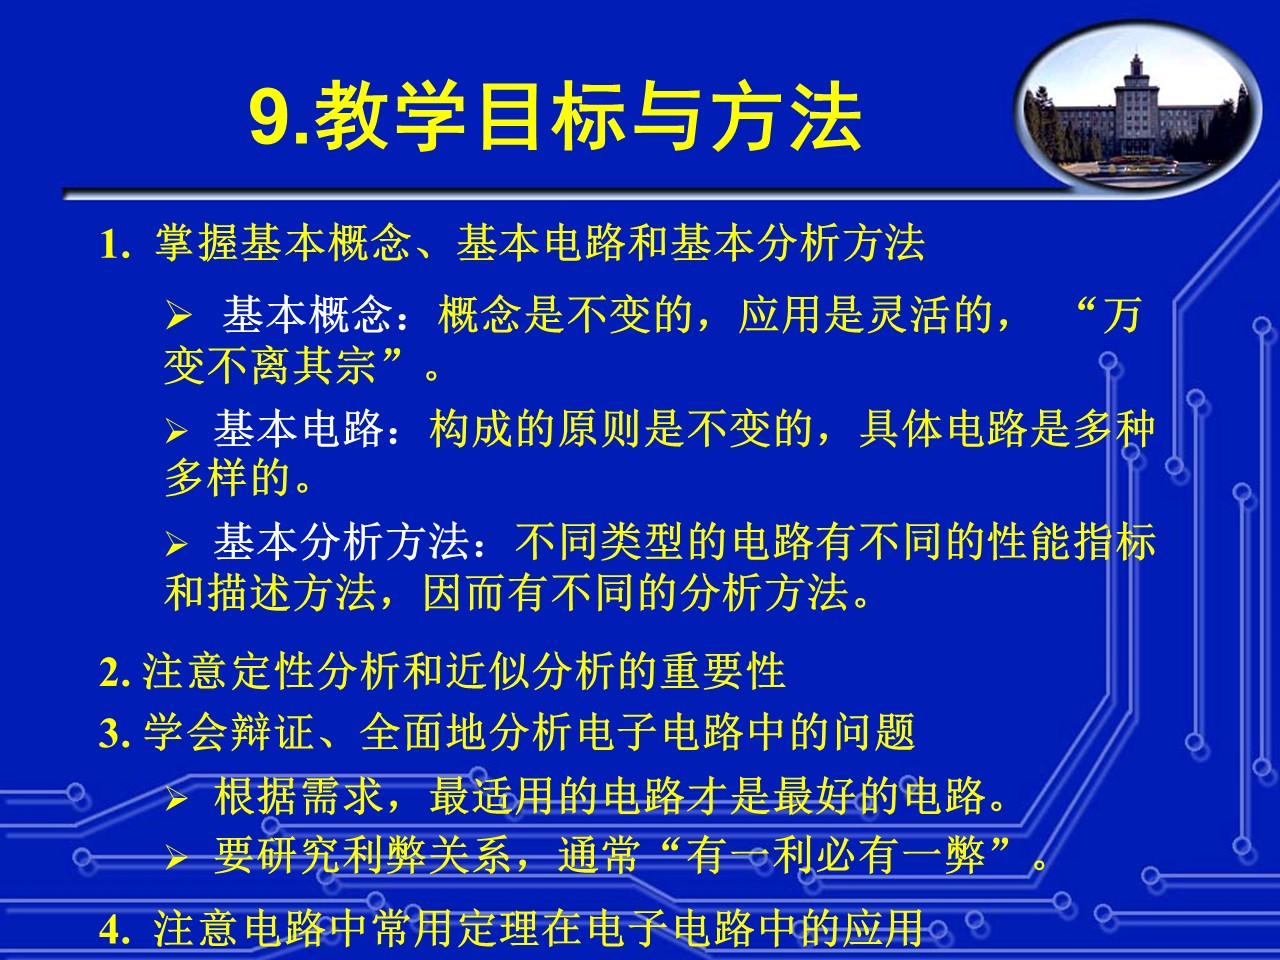 9.教学目标与方法
1. 掌握基本概念、基本电路和基本分析方法
➢ 基本概念：概念是不变的，应用是灵活的， “万
变不离其宗”。
➢ 基本电路：构成的原则是不变的，具体电路是多种
多样的。
➢ 基本分析方法：不同类型的电路有不同的性能指标
和描述方法，因而有不同的分析方法。
2. 注意定性分析和近似分析的重要性
3. 学会辩证、全面地分析电子电路中的问题
➢ 根据需求，最适用的电路才是最好的电路。
➢ 要研究利弊关系，通常“有一利必有一弊”。
4. 注意电路中常用定理在电子电路中的应用